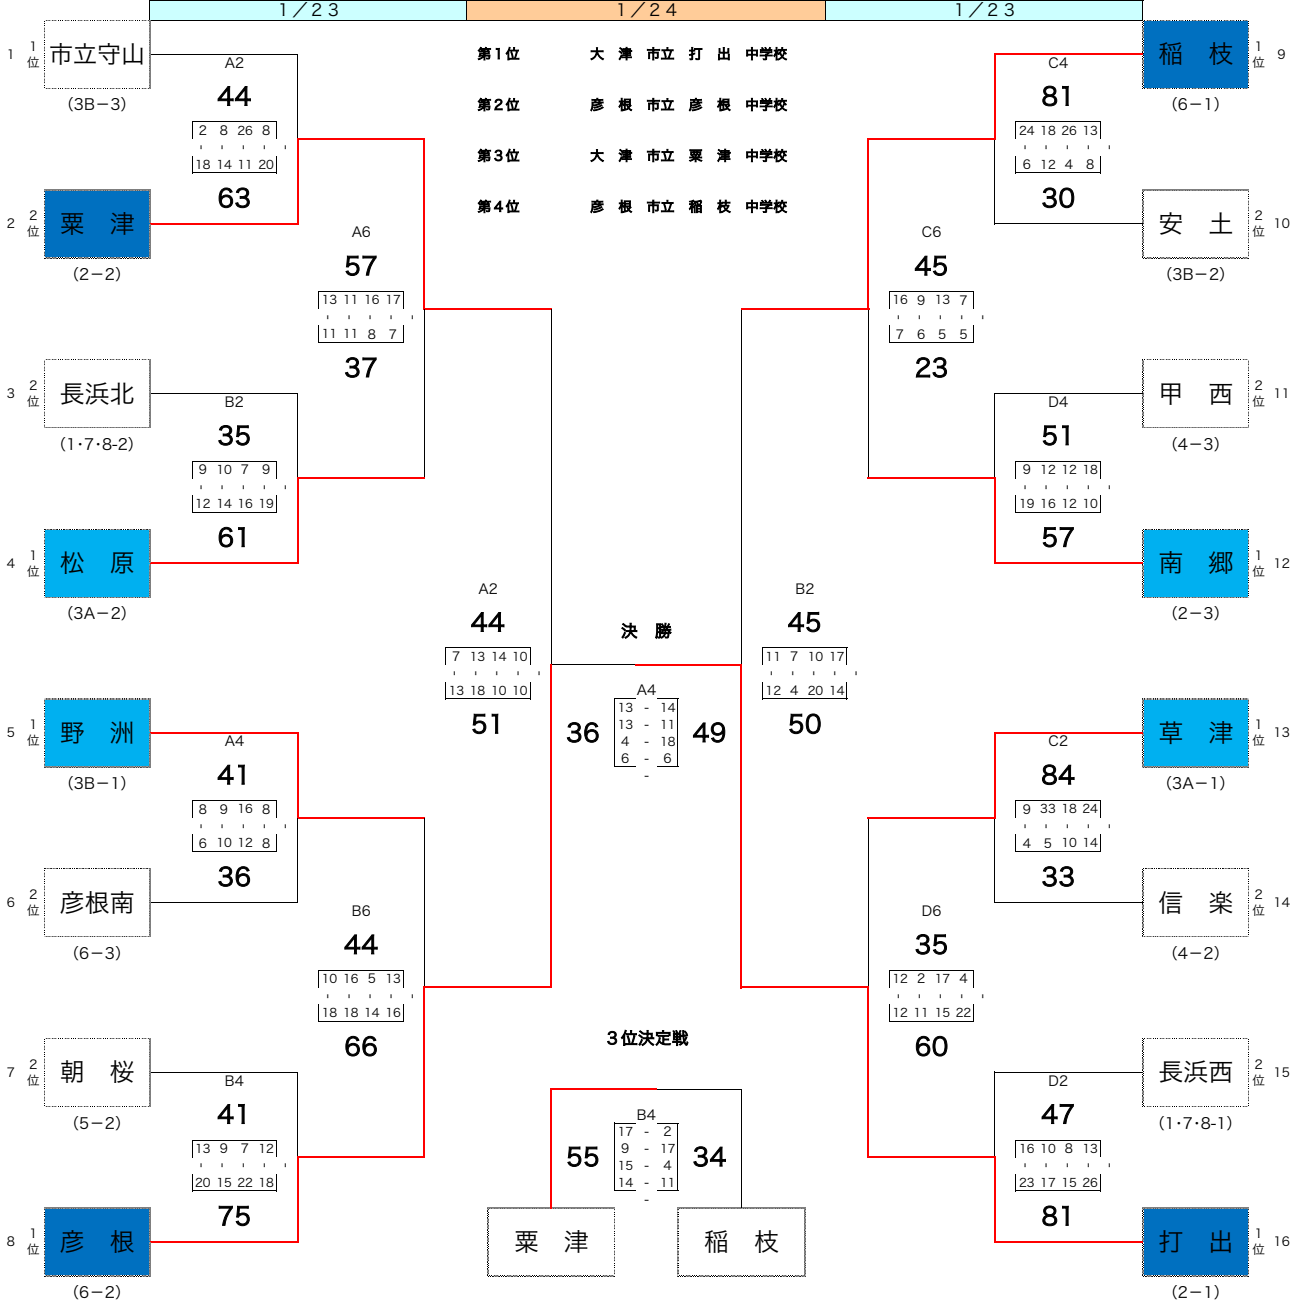 1／23 1／24 1／23
第1位 大 津 市立 打 出 中学校
第2位 彦 根 市立 彦 根 中学校
第3位 大 津 市立 粟 津 中学校
第4位 彦 根 市立 稲 枝 中学校
1 1位 市立守山
(3B－3)
A2
44
2 8 26 8
- - - - -
18 14 11 20
63
2 2位 粟 津
(2－2)
A6
57
13 11 16 17
- - - - -
11 11 8 7
37
3 2位 長浜北
(1・7・8-2)
B2
35
9 10 7 9
- - - - -
12 14 16 19
61
4 1位 松 原
(3A－2)
A2
44
7 13 14 10
- - - - -
13 18 10 10
51
5 1位 野 洲
(3B－1)
A4
41
8 9 16 8
- - - - -
6 10 12 8
36
6 2位 彦根南
(6－3)
B6
44
10 16 5 13
- - - - -
18 18 14 16
66
7 2位 朝 桜
(5－2)
B4
41
13 9 7 12
- - - - -
20 15 22 18
75
8 1位 彦 根
(6－2)
決 勝
A4
36 49
13 - 14
13 - 11
4 - 18
6 - 6
-
３位決定戦
B4
55 34
17 - 2
9 - 17
15 - 4
14 - 11
-
粟 津 稲 枝
稲 枝 1位 9
(6－1)
C4
81
24 18 26 13
- - - - -
6 12 4 8
30
安 土 2位 10
(3B－2)
C6
45
16 9 13 7
- - - - -
7 6 5 5
23
甲 西 2位 11
(4－3)
D4
51
9 12 12 18
- - - - -
19 16 12 10
57
南 郷 1位 12
(2－3)
B2
45
11 7 10 17
- - - - -
12 4 20 14
50
草 津 1位 13
(3A－1)
C2
84
9 33 18 24
- - - - -
4 5 10 14
33
信 楽 2位 14
(4－2)
D6
35
12 2 17 4
- - - - -
12 11 15 22
60
長浜西 2位 15
(1・7・8-1)
D2
47
16 10 8 13
- - - - -
23 17 15 26
81
打 出 1位 16
(2－1)